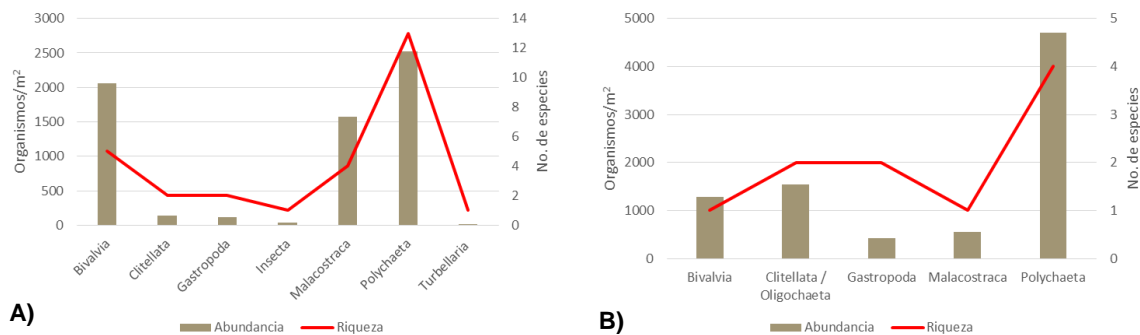 3000
2500
2000
1500
1000
500
0
Organismos/m²
14
12
10
8
6
4
2
0
No. de especies
Bivalvia
Clitellata
Gastropoda
Insecta
Malacostraca
Polychaeta
Turbellaria
A)
Abundancia Riqueza
5000
4000
3000
2000
1000
0
Organismos/m²
5
4
3
2
1
0
No. de especies
Bivalvia Clitellata / Gastropoda Malacostraca Polychaeta
Oligochaeta
B)
Abundancia Riqueza